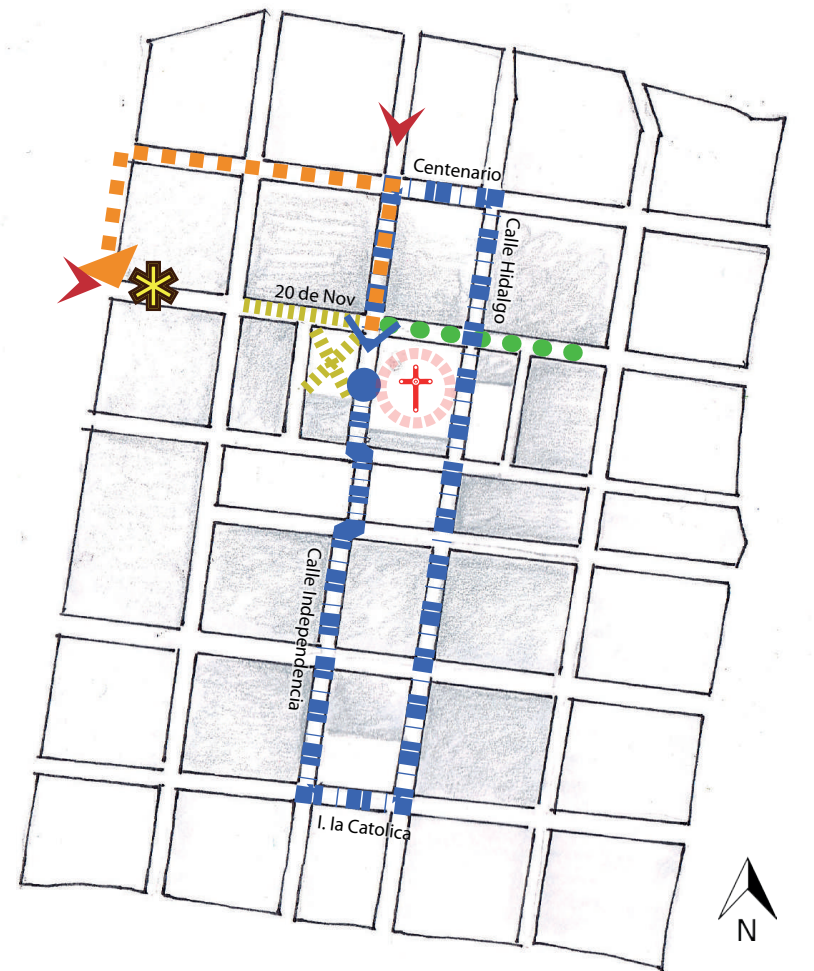 Centenario
Calle Hidalgo
20 de Nov
Calle Independencia
I. la Catolica
N